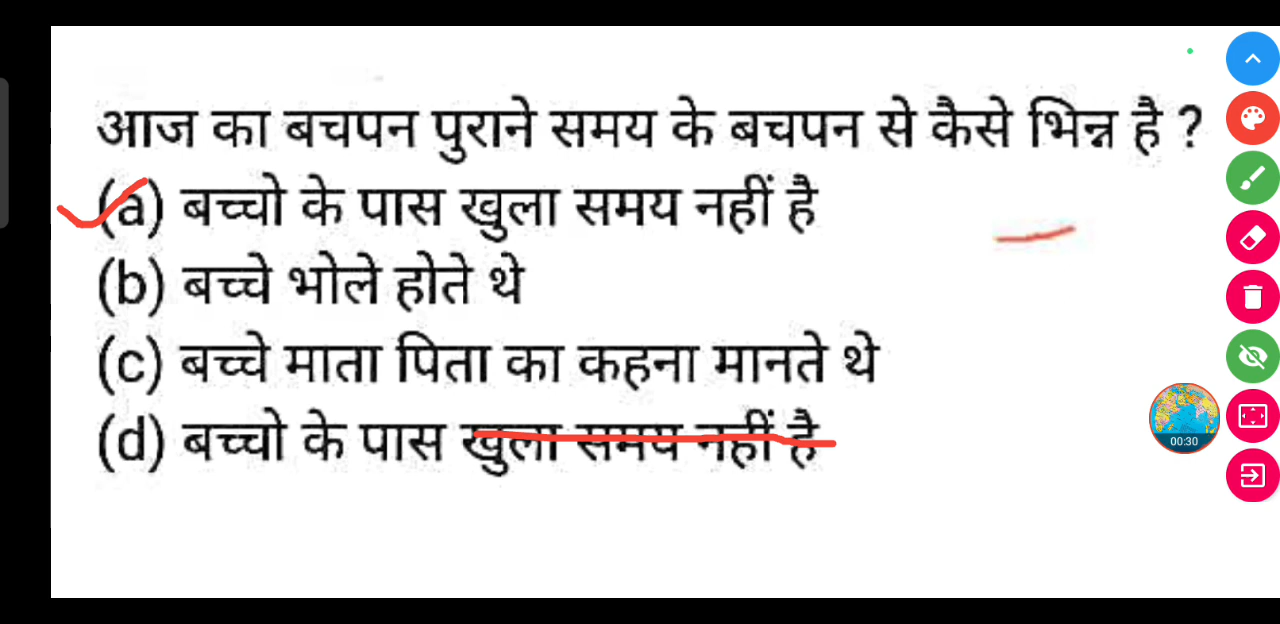 आज का बचपन पुराने समय के बचपन से कैसे भिन्न है ?
(a) बच्चो के पास खुला समय नहीं है
(b) बच्चे भोले होते थे
(c) बच्चे माता पिता का कहना मानते थे
(d) बच्चो के पास खुला समय नहीं है
00:30